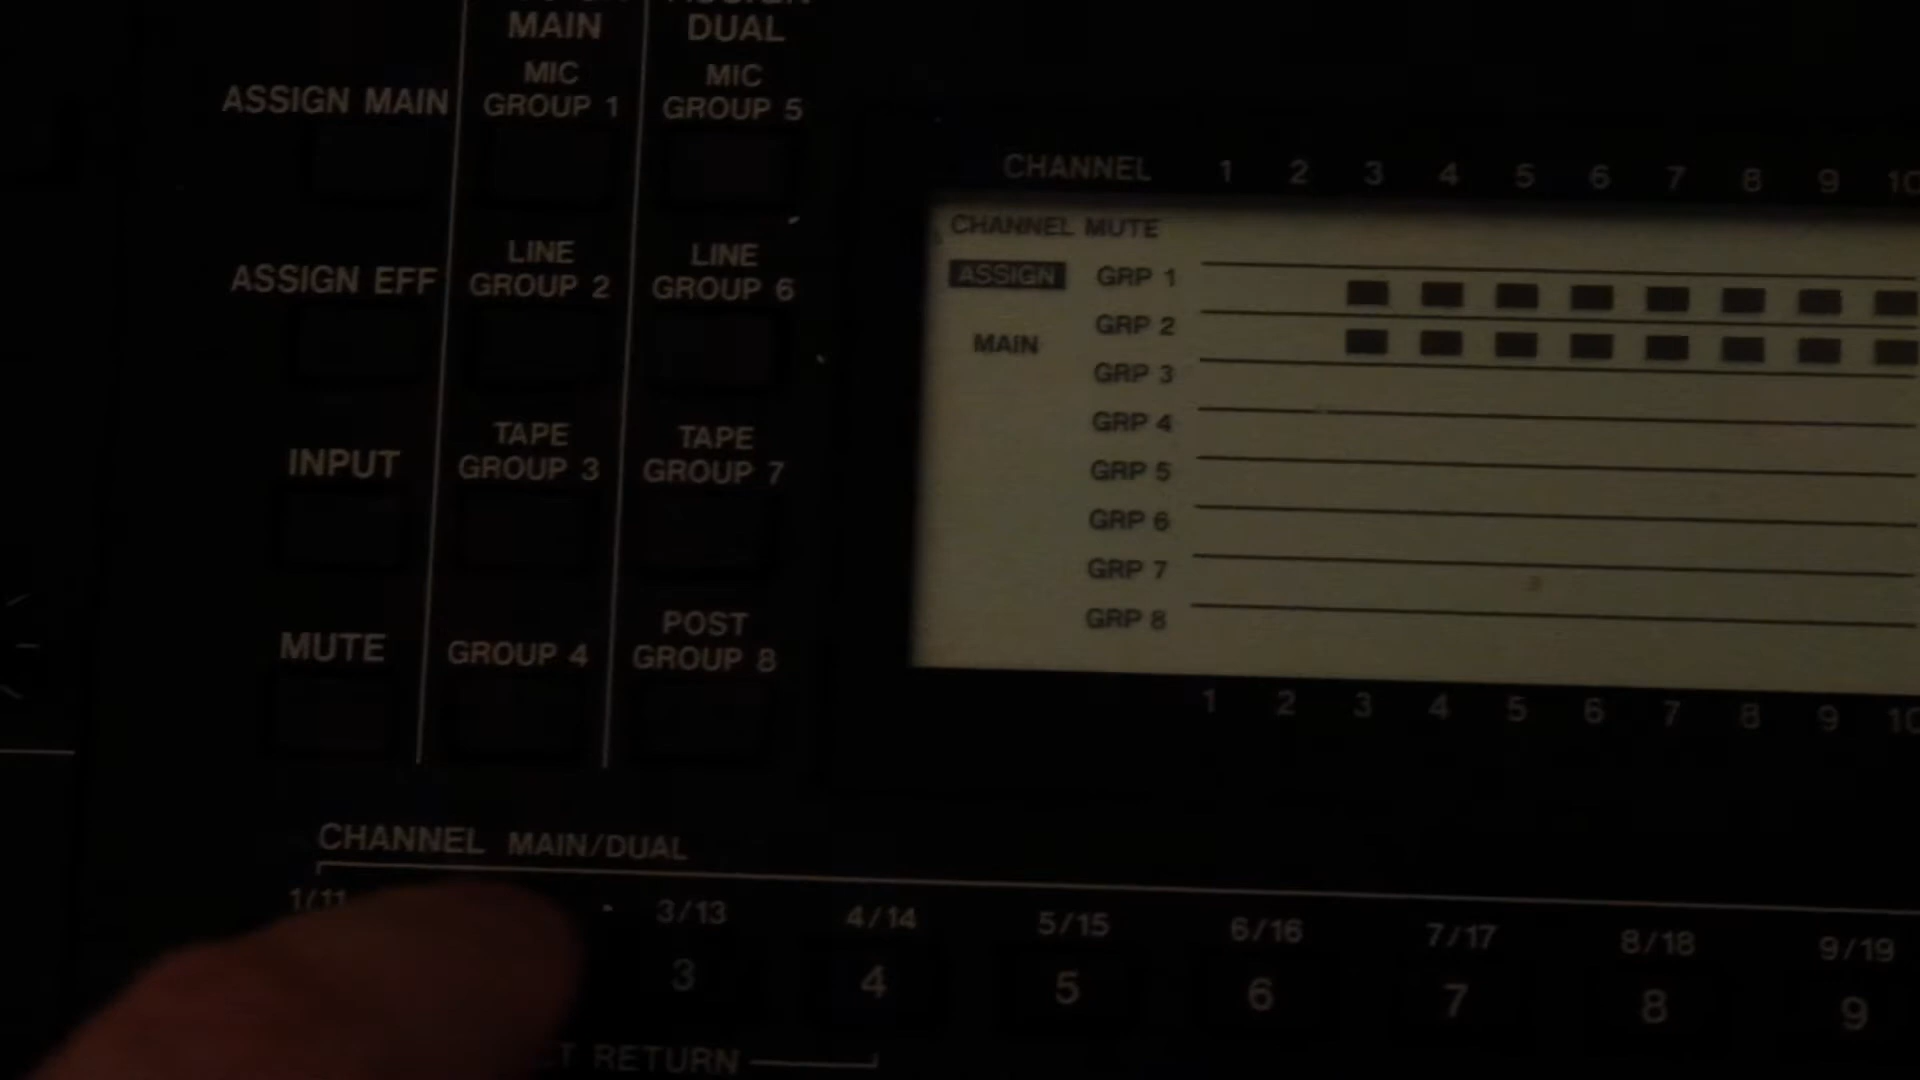 MAIN DUAL
MIC MIC
ASSIGN MAIN GROUP 1 GROUP 5
CHANNEL 1 2 3 4 5 6 7 8 9 10
CHANNEL MUTE
LINE LINE
ASSIGN EFF GROUP 2 GROUP 6
ASSIGN GRP 1
GRP 2
MAIN
GRP 3
GRP 4
GRP 5
GRP 6
GRP 7
GRP 8
TAPE TAPE
INPUT GROUP 3 GROUP 7
POST
MUTE GROUP 4 GROUP 8
1 2 3 4 5 6 7 8 9 10
CHANNEL MAIN/DUAL
1/11 3/13 4/14 5/15 6/16 7/17 8/18 9/19
3 4 5 6 7 8 9
RETURN